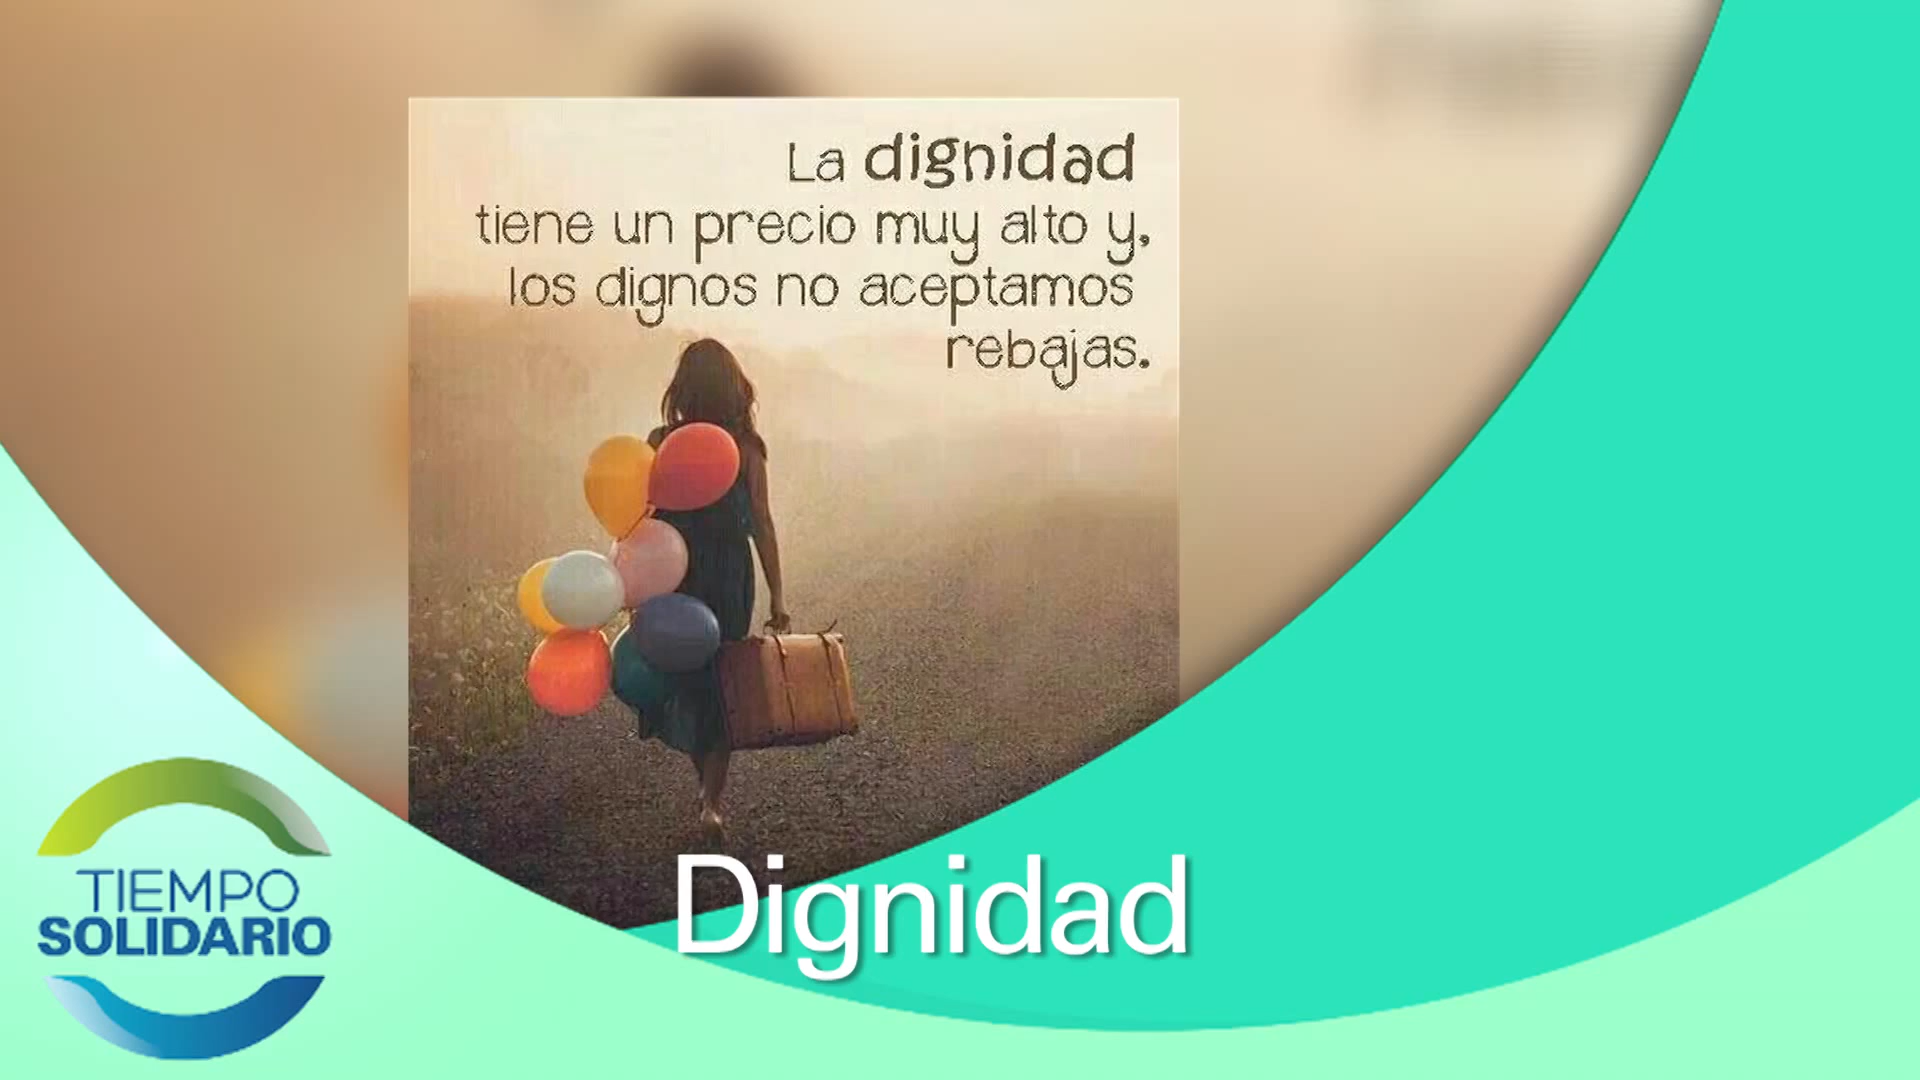 La dignidad
tiene un precio muy alto y,
los dignos no aceptamos
rebajas.
Dignidad
TIEMPO
SOLIDARIO